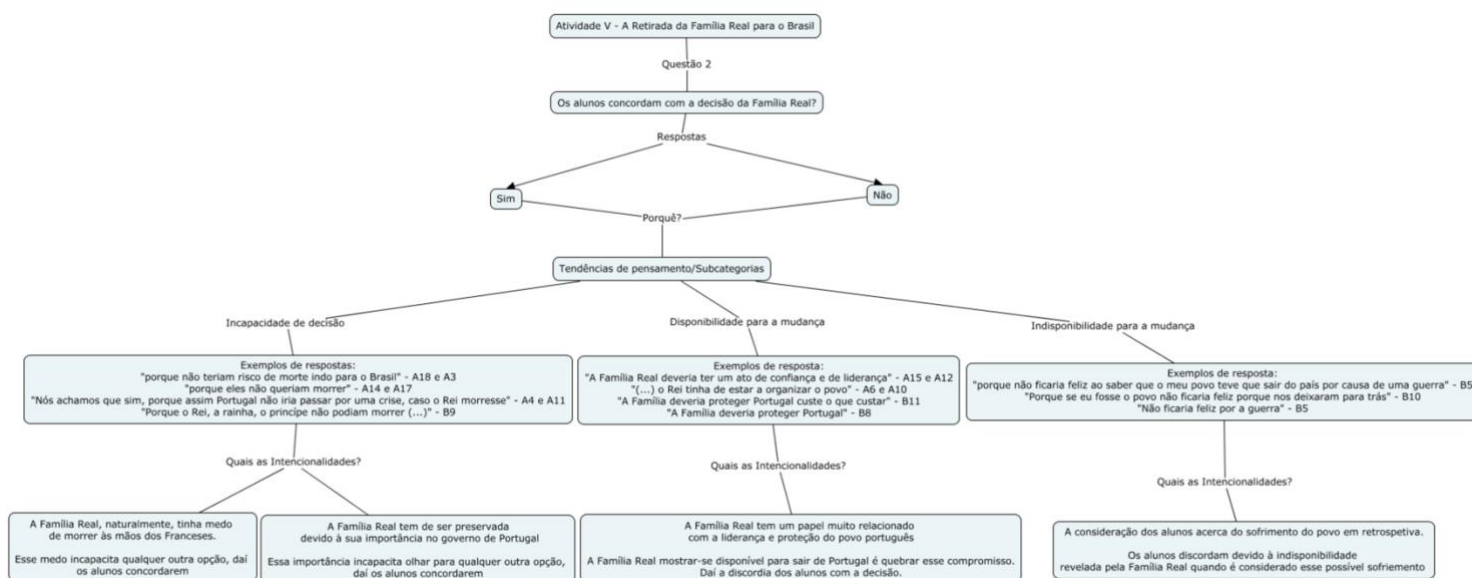 Atividade V - A Retirada da Família Real para o Brasil
Questão 2
Os alunos concordam com a decisão da Família Real?
Respostas
Sim
Não
Porquê?
Tendências de pensamento/Subcategorias
Incapacidade de decisão
Disponibilidade para a mudança
Indisponibilidade para a mudança
Exemplos de respostas:
"porque não teriam risco de morte indo para o Brasil" - A18 e A3
"porque eles não queriam morrer" - A14 e A17
"Nós achamos que sim, porque assim Portugal não iria passar por uma crise, caso o Rei morresse" - A4 e A11
"Porque o Rei, a rainha, o princípe não podiam morrer (...)" - B9
Exemplos de resposta:
"A Família Real deveria ter um ato de confiança e de liderança" - A15 e A12
"(...) o Rei tinha de estar a organizar o povo" - A6 e A10
"A Família deveria proteger Portugal custe o que custar" - B11
"A Família deveria proteger Portugal" - B8
Exemplos de resposta:
"porque não ficaria feliz ao saber que o meu povo teve que sair do país por causa de uma guerra" - B5
"Porque se eu fosse o povo não ficaria feliz porque nos deixaram para trás" - B10
"Não ficaria feliz por a guerra" - B5
Quais as Intencionalidades?
Quais as Intencionalidades?
Quais as Intencionalidades?
A Família Real, naturalmente, tinha medo
de morrer às mãos dos Franceses.
Esse medo incapacita qualquer outra opção, daí
os alunos concordarem
A Família Real tem de ser preservada
devido à sua importância no governo de Portugal
Essa importância incapacita olhar para qualquer outra opção,
daí os alunos concordarem
A Família Real tem um papel muito relacionado
com a liderança e proteção do povo português
A Família Real mostrar-se disponível para sair de Portugal é quebrar esse compromisso.
Daí a discordia dos alunos com a decisão.
A consideração dos alunos acerca do sofrimento do povo em retrospetiva.
Os alunos discordam devido à indisponibilidade
revelada pela Família Real quando é considerado esse possível sofriemento